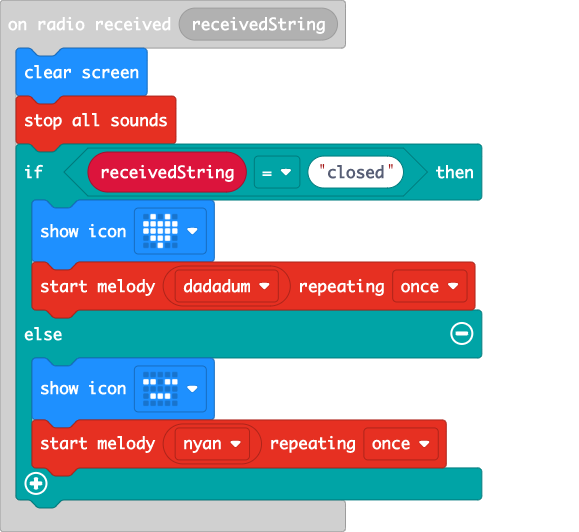 on radio received receivedString
clear screen
stop all sounds
if receivedString = "closed" then
show icon
start melody dadadum repeating once
else
show icon
start melody nyan repeating once